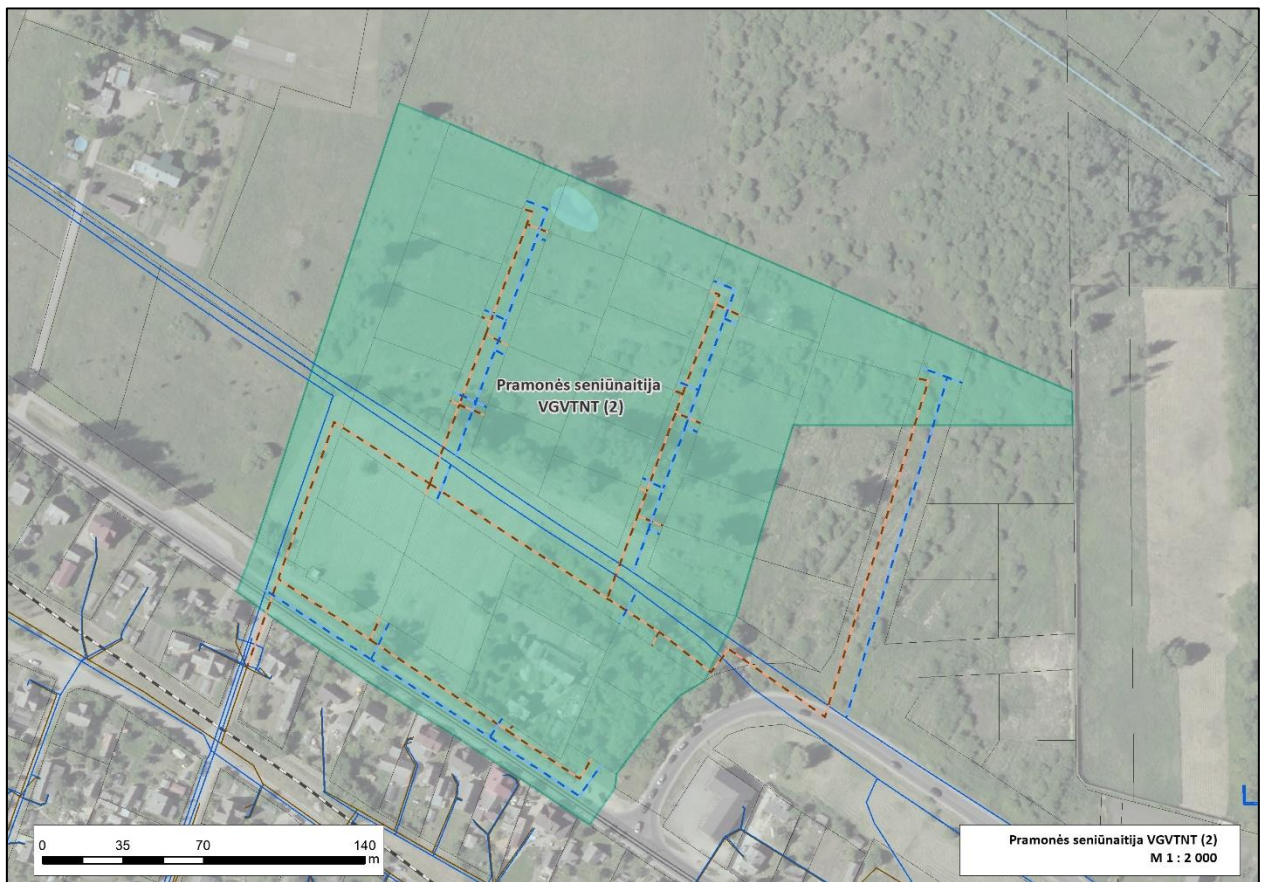 Pramonės seniūnaitija
VGVTNT (2)
0 35 70 140
m
Pramonės seniūnaitija VGVTNT (2)
M 1 : 2 000